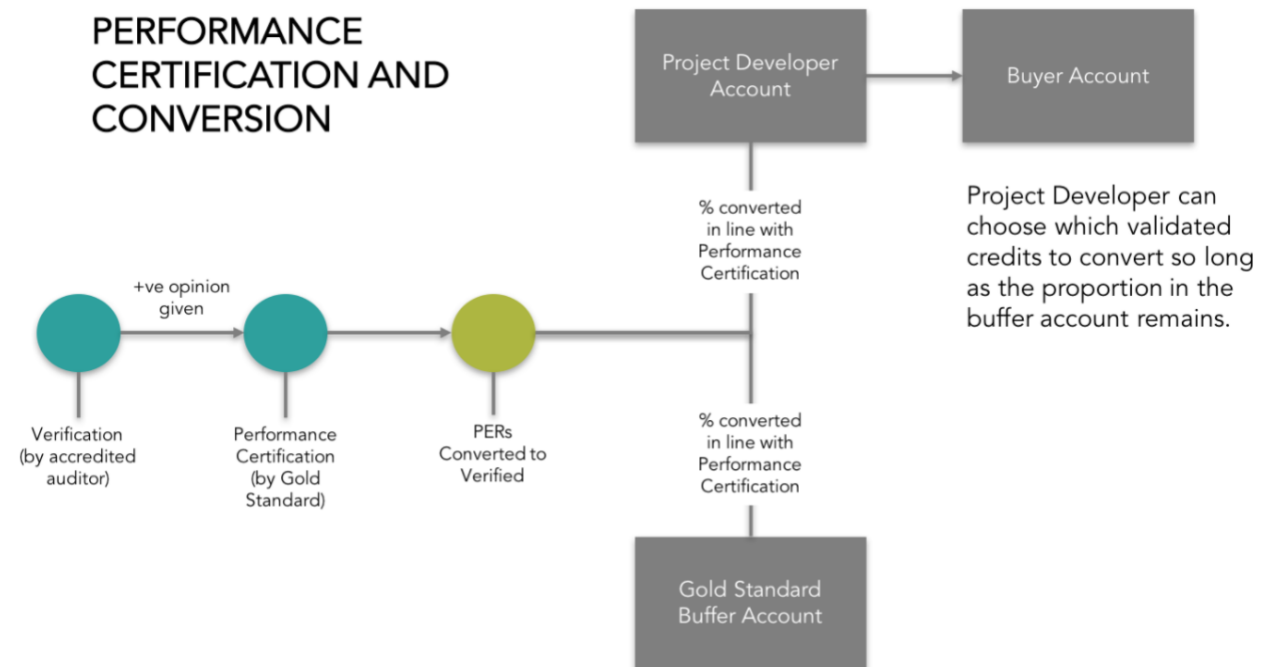 PERFORMANCE
CERTIFICATION AND
CONVERSION
Project Developer
Account
Buyer Account
% converted
in line with
Performance
Certification
Project Developer can
choose which validated
credits to convert so long
as the proportion in the
buffer account remains.
+ve opinion
given
Verification
(by accredited
auditor)
Performance
Certification
(by Gold
Standard)
PERs
Converted to
Verified
% converted
in line with
Performance
Certification
Gold Standard
Buffer Account